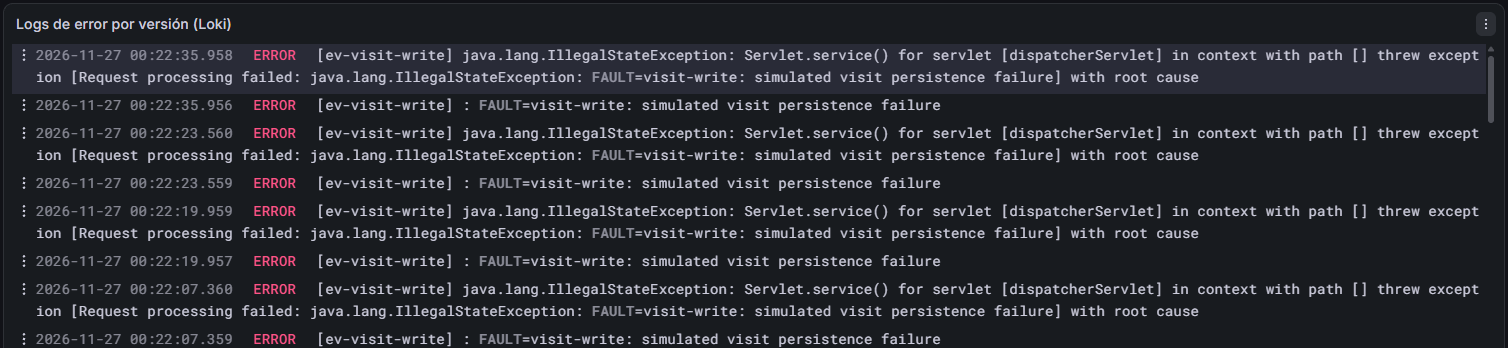 Logs de error por versión (Loki)
2026-11-27 00:22:35.958 ERROR [ev-visit-write] java.lang.IllegalStateException: Servlet.service() for servlet [dispatcherServlet] in context with path [] threw except
ion [Request processing failed: java.lang.IllegalStateException: FAULT=visit-write: simulated visit persistence failure] with root cause
2026-11-27 00:22:35.956 ERROR [ev-visit-write] : FAULT=visit-write: simulated visit persistence failure
2026-11-27 00:22:23.560 ERROR [ev-visit-write] java.lang.IllegalStateException: Servlet.service() for servlet [dispatcherServlet] in context with path [] threw except
ion [Request processing failed: java.lang.IllegalStateException: FAULT=visit-write: simulated visit persistence failure] with root cause
2026-11-27 00:22:23.559 ERROR [ev-visit-write] : FAULT=visit-write: simulated visit persistence failure
2026-11-27 00:22:19.959 ERROR [ev-visit-write] java.lang.IllegalStateException: Servlet.service() for servlet [dispatcherServlet] in context with path [] threw except
ion [Request processing failed: java.lang.IllegalStateException: FAULT=visit-write: simulated visit persistence failure] with root cause
2026-11-27 00:22:19.957 ERROR [ev-visit-write] : FAULT=visit-write: simulated visit persistence failure
2026-11-27 00:22:07.360 ERROR [ev-visit-write] java.lang.IllegalStateException: Servlet.service() for servlet [dispatcherServlet] in context with path [] threw except
ion [Request processing failed: java.lang.IllegalStateException: FAULT=visit-write: simulated visit persistence failure] with root cause
2026-11-27 00:22:07.359 ERROR [ev-visit-write] : FAULT=visit-write: simulated visit persistence failure